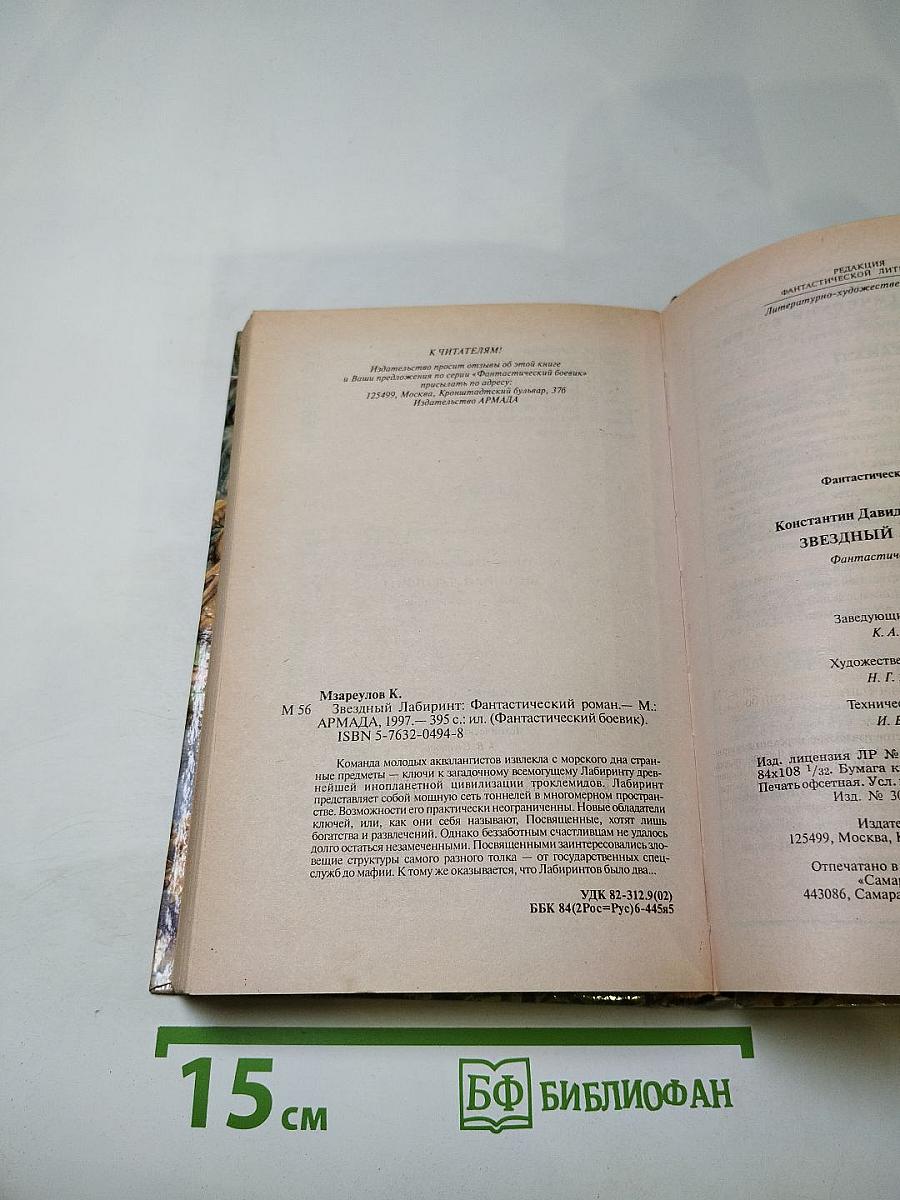 К ЧИТАТЕЛЯМ!
Издательство просит отзывы об этой книге
и Ваши предложения по серии «Фантастический боевик»
присылать по адресу:
125499, Москва, Кронштадтский бульвар, 376
Издательство АРМАДА
Мзареулов К.
М 56 Звездный Лабиринт: Фантастический роман.— М.:
АРМАДА, 1997.— 395 с.: ил. (Фантастический боевик).
ISBN 5-7632-0494-8
Команда молодых аквалангистов извлекла с морского дна стран-
ные предметы — ключи к загадочному всемогущему Лабиринту дре-
внейшей инопланетной цивилизации троклемидов. Лабиринт
представляет собой мощную сеть тоннелей в многомерном простран-
стве. Возможности его практически неограниченны. Новые обладатели
ключей, или, как они себя называют, Посвященные, хотят лишь
богатства и развлечений. Однако беззаботным счастливцам не удалось
долго остаться незамеченными. Посвященными заинтересовались зло-
вещие структуры самого разного толка — от государственных спец-
служб до мафии. К тому же оказывается, что Лабиринтов было два...
УДК 82-312.9(02)
ББК 84(2Рос=Рус)6-445я5
РЕДАКЦИЯ
ФАНТАСТИЧЕСКОЙ ЛИТ
Литературно-художестве
Фантастическ
Константин Давид
ЗВЕЗДНЫЙ
Фантастиче
Заведующи
К. А.
Художестве
Н. Г.
Техничес
И. В
Изд. лицензия ЛР №
84х108 1/32. Бумага к
Печать офсетная. Усл.
Изд. № 30
Издате
125499, Москва, К
Отпечатано в
«Самар
443086, Самара
15 см
БФ БИБЛИОФАН